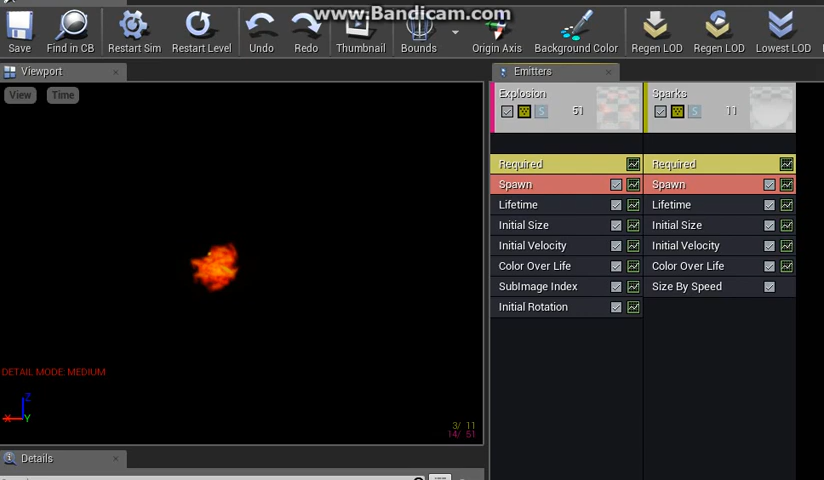 www.Bandicam.com
Save
Find in CB
Restart Sim
Restart Level
Undo
Redo
Thumbnail
Bounds
Origin Axis
Background Color
Regen LOD
Regen LOD
Lowest LOD
Viewport
Emitters
View
Time
Explosion
51
Sparks
11
Required
Required
Spawn
Spawn
Lifetime
Lifetime
Initial Size
Initial Size
Initial Velocity
Initial Velocity
Color Over Life
Color Over Life
SubImage Index
Size By Speed
Initial Rotation
DETAIL MODE: MEDIUM
Z
X
Y
3/ 11
14/ 51
Details